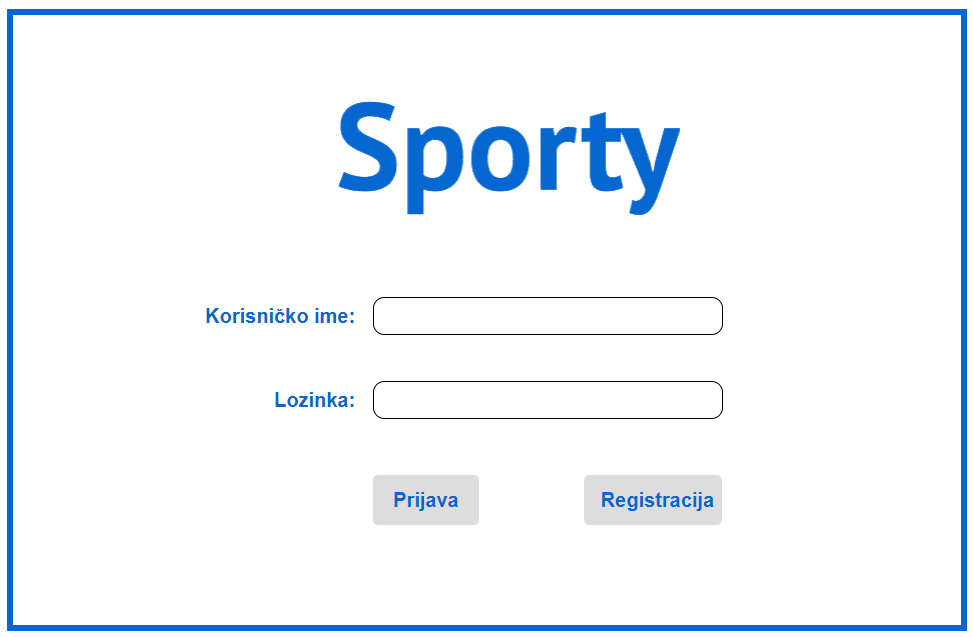 Sporty
Korisničko ime:
Lozinka:
Prijava Registracija